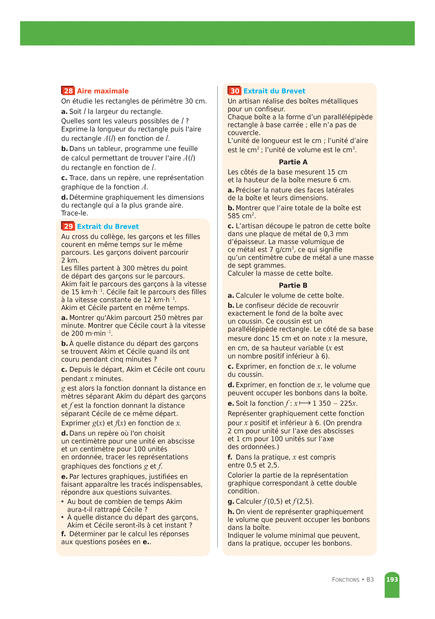 28 Aire maximale
On étudie les rectangles de périmètre 30 cm.
a. Soit l la largeur du rectangle.
Quelles sont les valeurs possibles de l ?
Exprime la longueur du rectangle puis l'aire
du rectangle A(l) en fonction de l.
b. Dans un tableur, programme une feuille
de calcul permettant de trouver l'aire A(l)
du rectangle en fonction de l.
c. Trace, dans un repère, une représentation
graphique de la fonction A.
d. Détermine graphiquement les dimensions
du rectangle qui a la plus grande aire.
Trace-le.
29 Extrait du Brevet
Au cross du collège, les garçons et les filles
courent en même temps sur le même
parcours. Les garçons doivent parcourir
2 km.
Les filles partent à 300 mètres du point
de départ des garçons sur le parcours.
Akim fait le parcours des garçons à la vitesse
de 15 km·h⁻¹. Cécile fait le parcours des filles
à la vitesse constante de 12 km·h⁻¹.
Akim et Cécile partent en même temps.
a. Montrer qu'Akim parcourt 250 mètres par
minute. Montrer que Cécile court à la vitesse
de 200 m·min⁻¹.
b. À quelle distance du départ des garçons
se trouvent Akim et Cécile quand ils ont
couru pendant cinq minutes ?
c. Depuis le départ, Akim et Cécile ont couru
pendant x minutes.
g est alors la fonction donnant la distance en
mètres séparant Akim du départ des garçons
et f est la fonction donnant la distance
séparant Cécile de ce même départ.
Exprimer g(x) et f(x) en fonction de x.
d. Dans un repère où l'on choisit
un centimètre pour une unité en abscisse
et un centimètre pour 100 unités
en ordonnée, tracer les représentations
graphiques des fonctions g et f.
e. Par lectures graphiques, justifiées en
faisant apparaître les tracés indispensables,
répondre aux questions suivantes.
• Au bout de combien de temps Akim
aura-t-il rattrapé Cécile ?
• À quelle distance du départ des garçons,
Akim et Cécile seront-ils à cet instant ?
f. Déterminer par le calcul les réponses
aux questions posées en e..
30 Extrait du Brevet
Un artisan réalise des boîtes métalliques
pour un confiseur.
Chaque boîte a la forme d'un parallélépipède
rectangle à base carrée ; elle n'a pas de
couvercle.
L'unité de longueur est le cm ; l'unité d'aire
est le cm² ; l'unité de volume est le cm³.
Partie A
Les côtés de la base mesurent 15 cm
et la hauteur de la boîte mesure 6 cm.
a. Préciser la nature des faces latérales
de la boîte et leurs dimensions.
b. Montrer que l'aire totale de la boîte est
585 cm².
c. L'artisan découpe le patron de cette boîte
dans une plaque de métal de 0,3 mm
d'épaisseur. La masse volumique de
ce métal est 7 g/cm³, ce qui signifie
qu'un centimètre cube de métal a une masse
de sept grammes.
Calculer la masse de cette boîte.
Partie B
a. Calculer le volume de cette boîte.
b. Le confiseur décide de recouvrir
exactement le fond de la boîte avec
un coussin. Ce coussin est un
parallélépipède rectangle. Le côté de sa base
mesure donc 15 cm et on note x la mesure,
en cm, de sa hauteur variable (x est
un nombre positif inférieur à 6).
c. Exprimer, en fonction de x, le volume
du coussin.
d. Exprimer, en fonction de x, le volume que
peuvent occuper les bonbons dans la boîte.
e. Soit la fonction f : x ⟼ 1 350 − 225x.
Représenter graphiquement cette fonction
pour x positif et inférieur à 6. (On prendra
2 cm pour unité sur l'axe des abscisses
et 1 cm pour 100 unités sur l'axe
des ordonnées.)
f. Dans la pratique, x est compris
entre 0,5 et 2,5.
Colorier la partie de la représentation
graphique correspondant à cette double
condition.
g. Calculer f(0,5) et f(2,5).
h. On vient de représenter graphiquement
le volume que peuvent occuper les bonbons
dans la boîte.
Indiquer le volume minimal que peuvent,
dans la pratique, occuper les bonbons.
FONCTIONS • B3 193